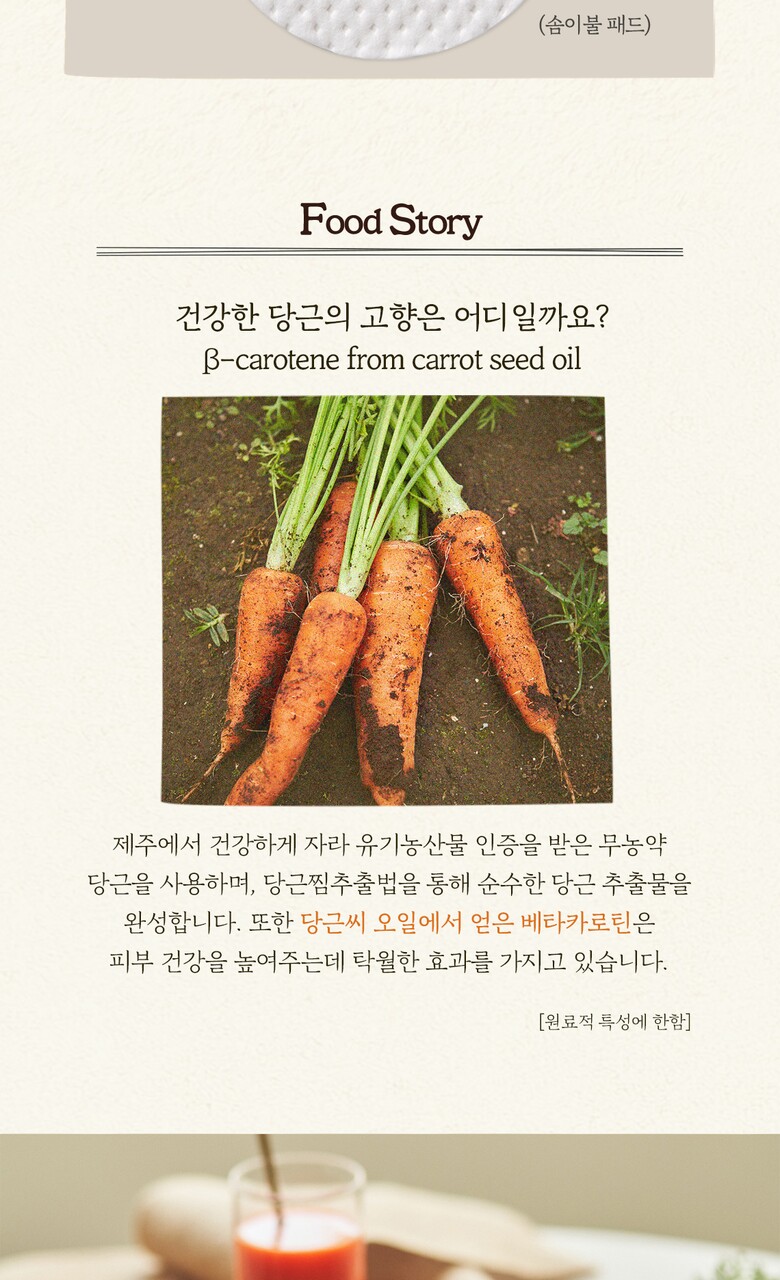 (솜이불 패드)
Food Story
건강한 당근의 고향은 어디일까요?
β-carotene from carrot seed oil
제주에서 건강하게 자라 유기농산물 인증을 받은 무농약
당근을 사용하며, 당근찜추출법을 통해 순수한 당근 추출물을
완성합니다. 또한 당근씨 오일에서 얻은 베타카로틴은
피부 건강을 높여주는데 탁월한 효과를 가지고 있습니다.
[원료적 특성에 한함]